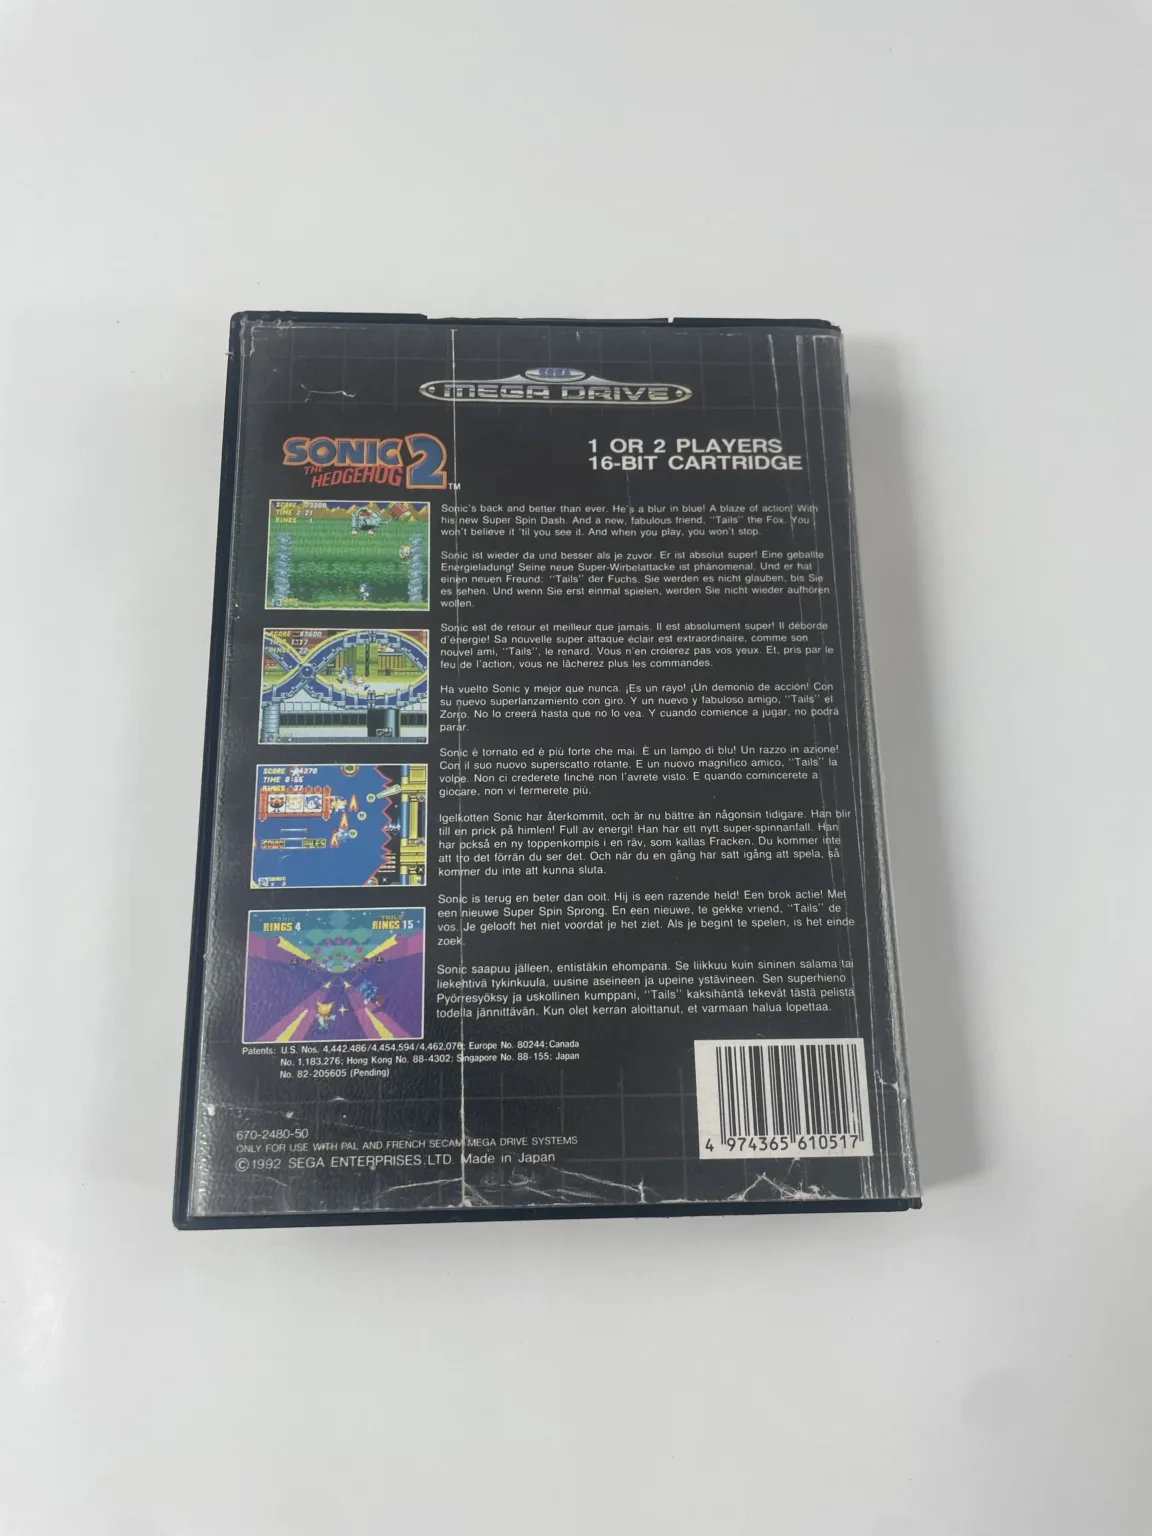 SEGA
MEGA DRIVE
SONIC
THE
HEDGEHOG 2 ™
1 OR 2 PLAYERS
16-BIT CARTRIDGE
Sonic's back and better than ever. He's a blur in blue! A blaze of action! With
his new Super Spin Dash. And a new, fabulous friend, "Tails" the Fox. You
won't believe it 'til you see it. And when you play, you won't stop.
Sonic ist wieder da und besser als je zuvor. Er ist absolut super! Eine geballte
Energieladung! Seine neue Super-Wirbelattacke ist phänomenal. Und er hat
einen neuen Freund: "Tails" der Fuchs. Sie werden es nicht glauben, bis Sie
es sehen. Und wenn Sie erst einmal spielen, werden Sie nicht wieder aufhören
wollen.
Sonic est de retour et meilleur que jamais. Il est absolument super! Il déborde
d'énergie! Sa nouvelle super attaque éclair est extraordinaire, comme son
nouvel ami, "Tails", le renard. Vous n'en croierez pas vos yeux. Et, pris par le
feu de l'action, vous ne lâcherez plus les commandes.
Ha vuelto Sonic y mejor que nunca. ¡Es un rayo! ¡Un demonio de acción! Con
su nuevo superlanzamiento con giro. Y un nuevo y fabuloso amigo, "Tails" el
Zorro. No lo creerá hasta que no lo vea. Y cuando comience a jugar, no podrá
parar.
Sonic è tornato ed è più forte che mai. È un lampo di blu! Un razzo in azione!
Con il suo nuovo superscatto rotante. E un nuovo magnifico amico, "Tails" la
volpe. Non ci crederete finché non l'avrete visto. E quando comincerete a
giocare, non vi fermerete più.
Igelkotten Sonic har återkommit, och är nu bättre än någonsin tidigare. Han blir
till en prick på himlen! Full av energi! Han har ett nytt super-spinnanfall. Han
har också en ny toppenkompis i en räv, som kallas Fracken. Du kommer inte
att tro det förrän du ser det. Och när du en gång har satt igång att spela, så
kommer du inte att kunna sluta.
Sonic is terug en beter dan ooit. Hij is een razende held! Een brok actie! Met
een nieuwe Super Spin Sprong. En een nieuwe, te gekke vriend, "Tails" de
vos. Je gelooft het niet voordat je het ziet. Als je begint te spelen, is het einde
zoek.
Sonic saapuu jälleen, entistäkin ehompana. Se liikkuu kuin sininen salama tai
liekehtivä tykinkuula, uusine aseineen ja upeine ystävineen. Sen superhieno
Pyörresyöksy ja uskollinen kumppani, "Tails" kaksihäntä tekevät tästä pelistä
todella jännittävän. Kun olet kerran aloittanut, et varmaan halua lopettaa.
SCORE
TIME 2:21
RINGS 1
SCORE
TIME 1:17
RINGS
SCORE
TIME 0:55
RINGS
SONIC
RINGS 4
TAILS
RINGS 15
Patents: U.S. Nos. 4,442,486/4,454,594/4,462,076; Europe No. 80244; Canada
No. 1,183,276; Hong Kong No. 88-4302; Singapore No. 88-155; Japan
No. 82-205605 (Pending)
670-2480-50
ONLY FOR USE WITH PAL AND FRENCH SECAM MEGA DRIVE SYSTEMS
©1992 SEGA ENTERPRISES, LTD. Made in Japan
4 974365 610517